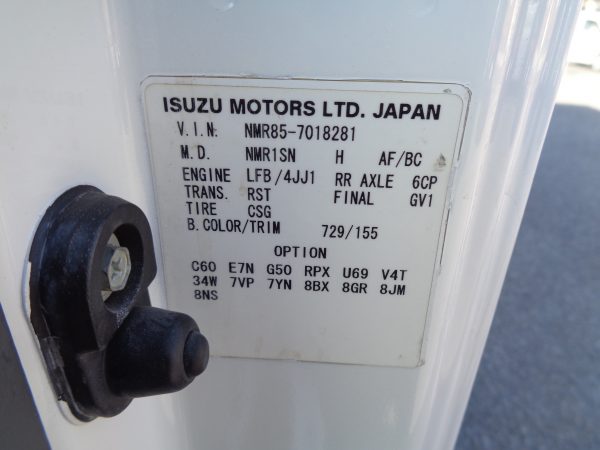 ISUZU MOTORS LTD. JAPAN
V.I.N: NMR85-7018281
M.D. NMR1SN H AF/BC
ENGINE LFB/4JJ1 RR AXLE 6CP
TRANS. RST FINAL GV1
TIRE CSG
B.COLOR/TRIM 729/155
OPTION
C60 E7N G50 RPX U69 V4T
34W 7VP 7YN 8BX 8GR 8JM
8NS